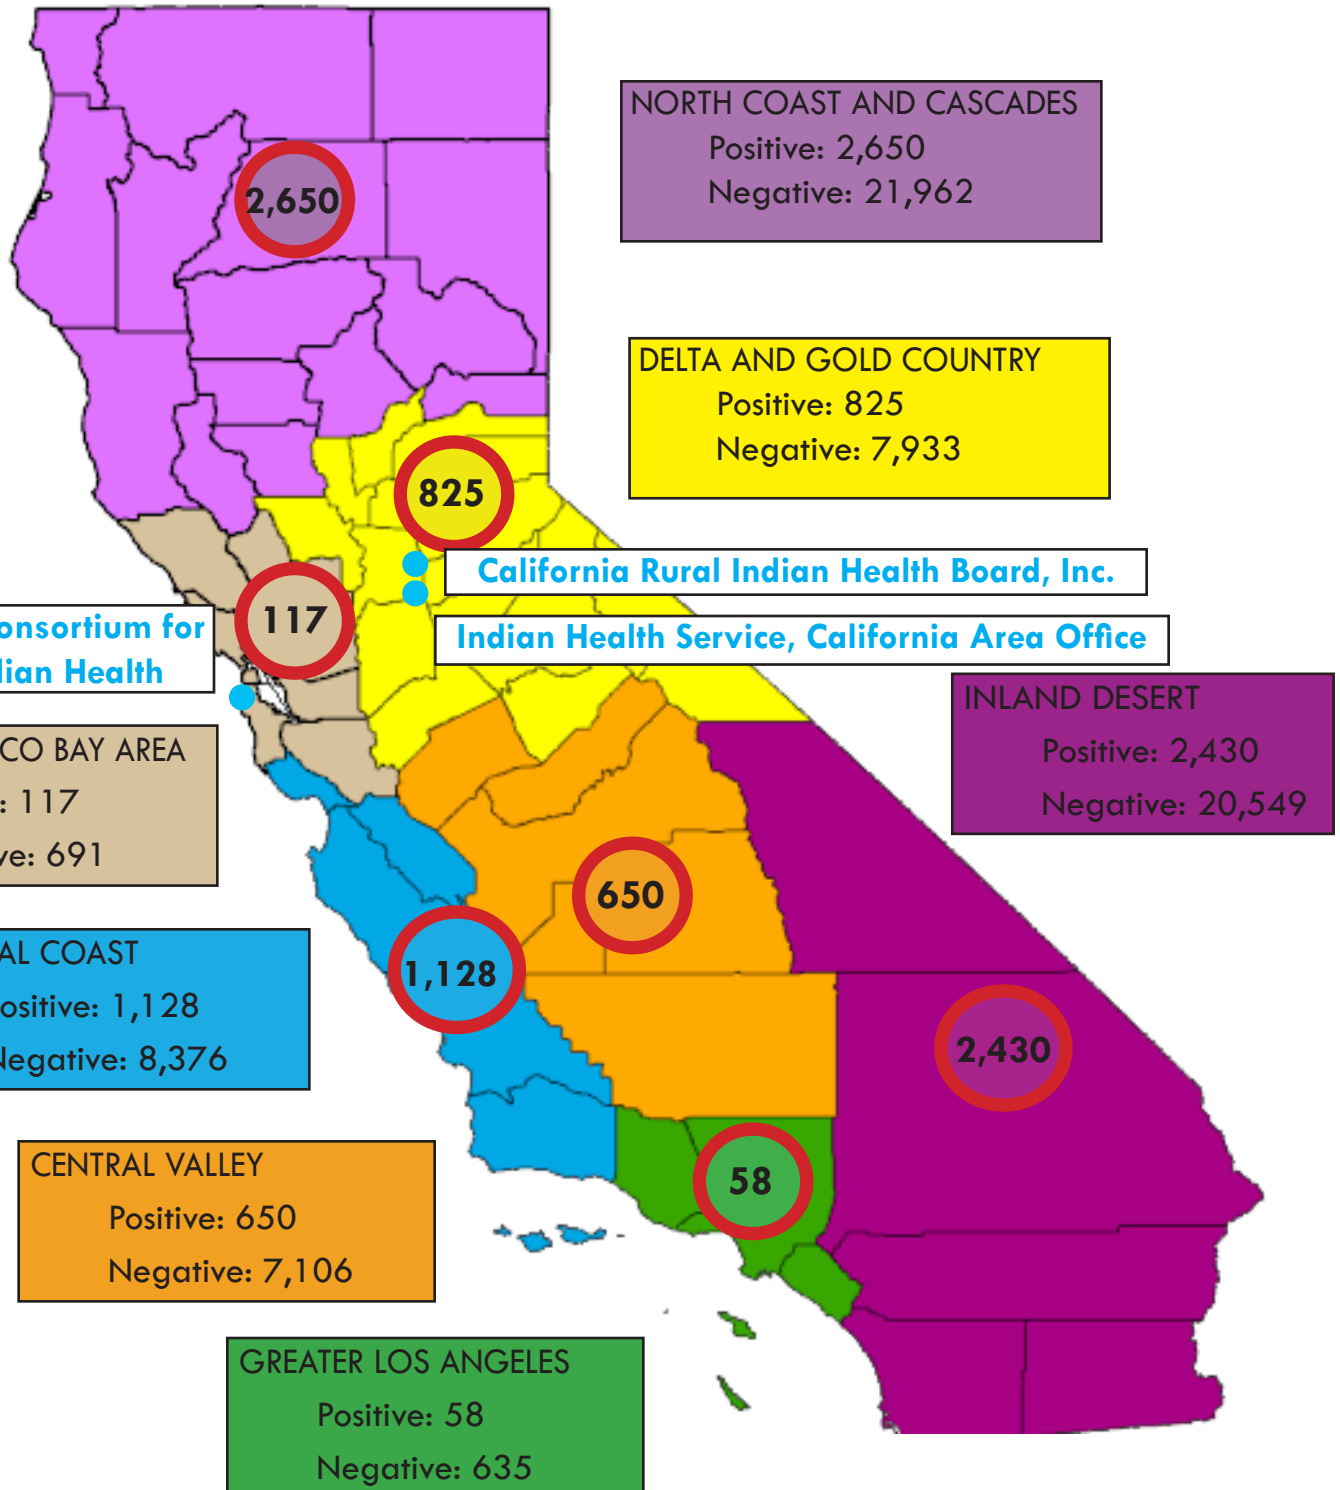 NORTH COAST AND CASCADES
Positive: 2,650
Negative: 21,962
2,650
DELTA AND GOLD COUNTRY
Positive: 825
Negative: 7,933
825
California Rural Indian Health Board, Inc.
117
onsortium for
dian Health
Indian Health Service, California Area Office
INLAND DESERT
Positive: 2,430
Negative: 20,549
CO BAY AREA
: 117
ve: 691
650
AL COAST
ositive: 1,128
Negative: 8,376
1,128
2,430
CENTRAL VALLEY
Positive: 650
Negative: 7,106
58
GREATER LOS ANGELES
Positive: 58
Negative: 635